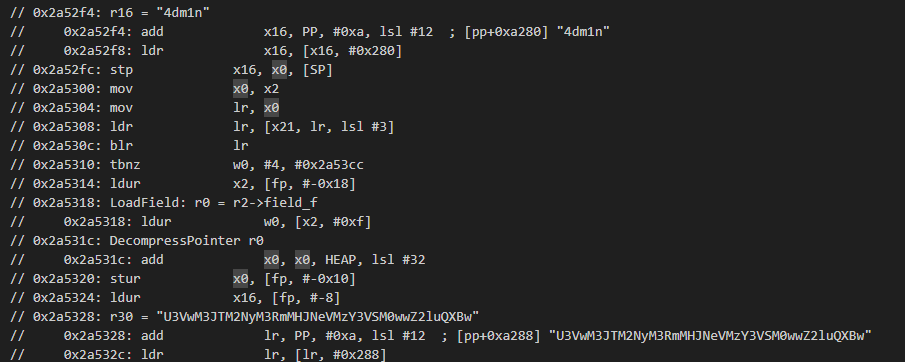 // 0x2a52f4: r16 = "4dm1n"
//     0x2a52f4: add             x16, PP, #0xa, lsl #12  ; [pp+0xa280] "4dm1n"
//     0x2a52f8: ldr             x16, [x16, #0x280]
// 0x2a52fc: stp             x16, x0, [SP]
// 0x2a5300: mov             x0, x2
// 0x2a5304: mov             lr, x0
// 0x2a5308: ldr             lr, [x21, lr, lsl #3]
// 0x2a530c: blr             lr
// 0x2a5310: tbnz            w0, #4, #0x2a53cc
// 0x2a5314: ldur            x2, [fp, #-0x18]
// 0x2a5318: LoadField: r0 = r2->field_f
//     0x2a5318: ldur            w0, [x2, #0xf]
// 0x2a531c: DecompressPointer r0
//     0x2a531c: add             x0, x0, HEAP, lsl #32
// 0x2a5320: stur            x0, [fp, #-0x10]
// 0x2a5324: ldur            x16, [fp, #-8]
// 0x2a5328: r30 = "U3VwM3JTM2NyM3RmMHJNeVMzY3VSM0wwZ2luQXBw"
//     0x2a5328: add             lr, PP, #0xa, lsl #12  ; [pp+0xa288] "U3VwM3JTM2NyM3RmMHJNeVMzY3VSM0wwZ2luQXBw"
//     0x2a532c: ldr             lr, [lr, #0x288]